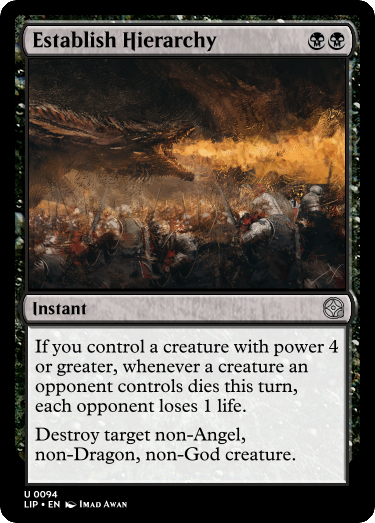 Establish Hierarchy
Instant
If you control a creature with power 4
or greater, whenever a creature an
opponent controls dies this turn,
each opponent loses 1 life.
Destroy target non-Angel,
non-Dragon, non-God creature.
U 0094
LIP • EN Imad Awan